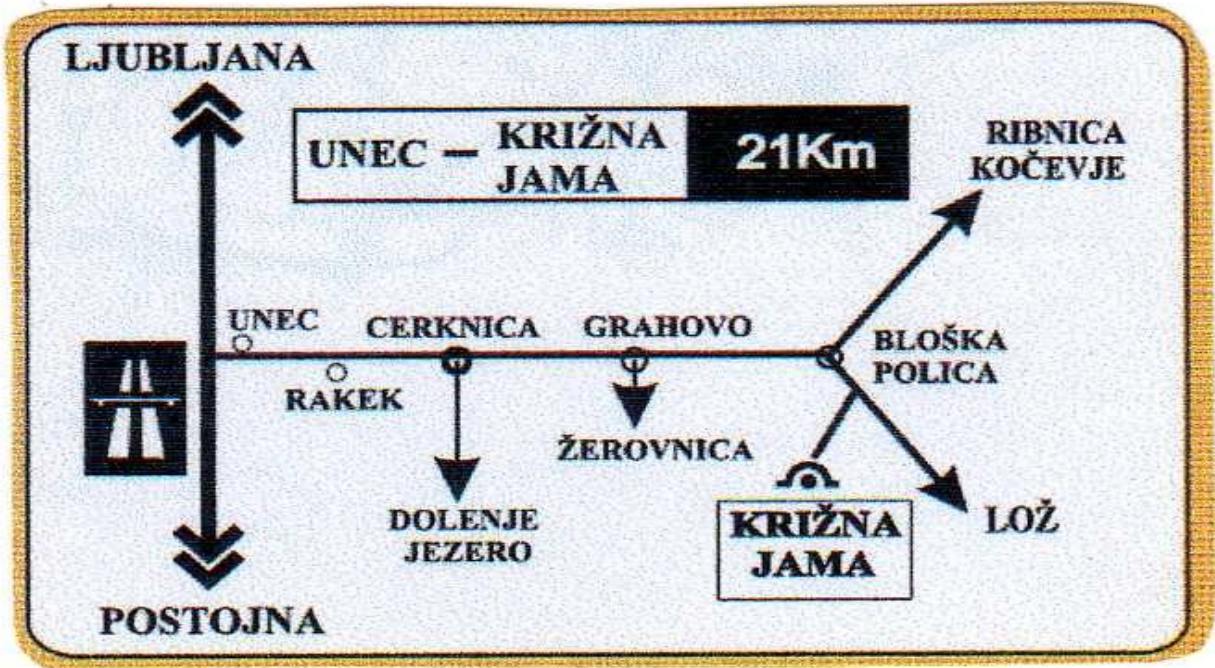 LJUBLJANA
UNEC – KRIŽNA
JAMA
21Km
RIBNICA
KOČEVJE
UNEC
CERKNICA
GRAHOVO
BLOŠKA
POLICA
RAKEK
ŽEROVNICA
DOLENJE
JEZERO
KRIŽNA
JAMA
LOŽ
POSTOJNA